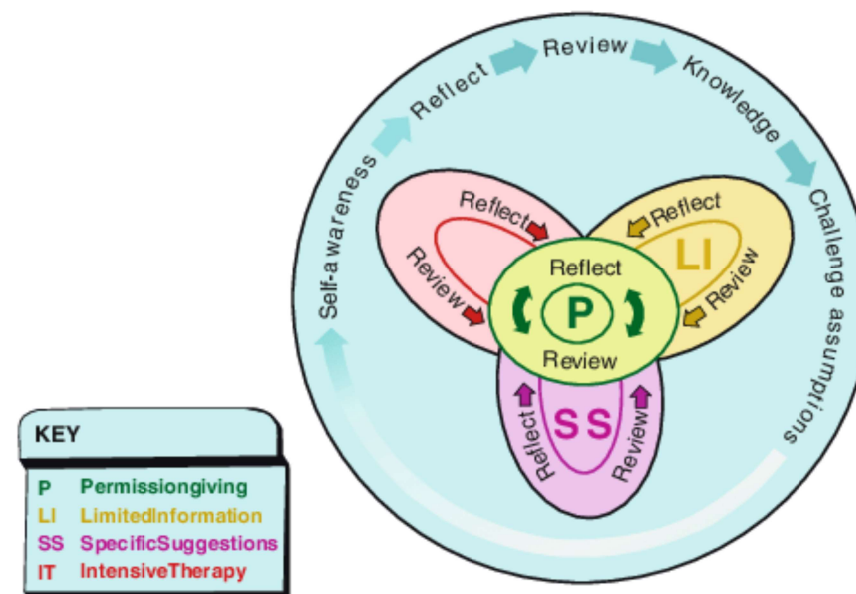 Self-awareness
Reflect
Review
Knowledge
Challenge assumptions
Reflect
Review
Reflect
LI
Review
Reflect
P
Review
Reflect
SS
Review
KEY
P Permissiongiving
LI LimitedInformation
SS SpecificSuggestions
IT IntensiveTherapy